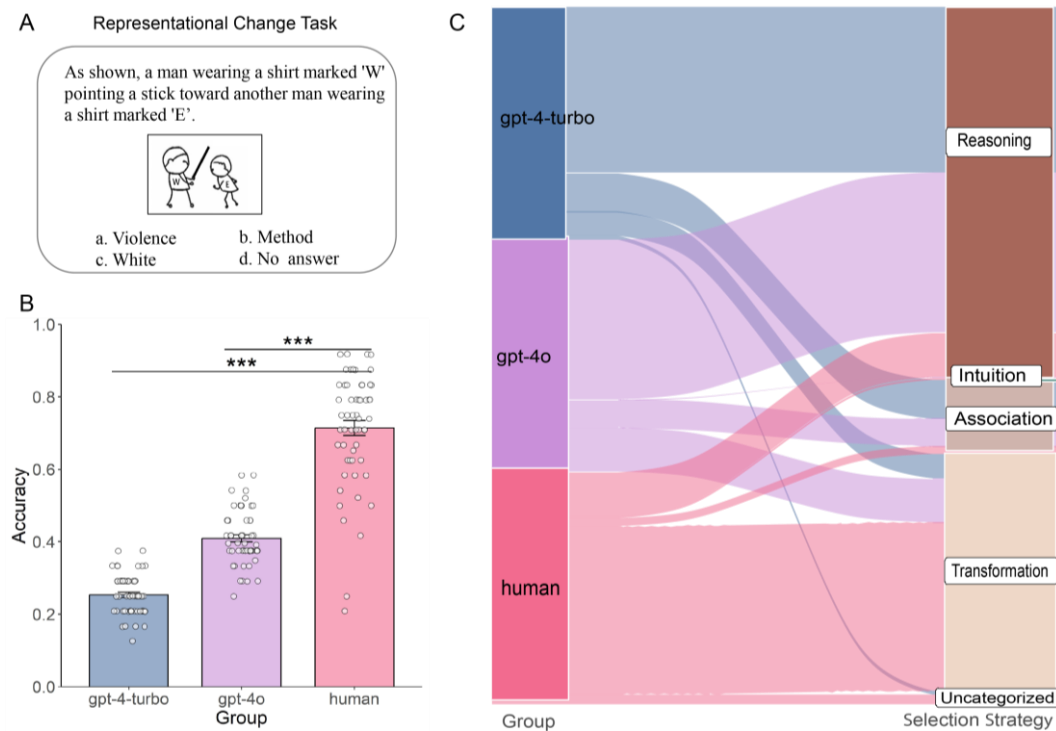 A
Representational Change Task
As shown, a man wearing a shirt marked 'W'
pointing a stick toward another man wearing
a shirt marked 'E’.
W
E
a. Violence
b. Method
c. White
d. No answer
B
Accuracy
1.0
0.8
0.6
0.4
0.2
0.0
***
***
gpt-4-turbo
gpt-4o
human
Group
C
gpt-4-turbo
gpt-4o
human
Reasoning
Intuition
Association
Transformation
Uncategorized
Group
Selection Strategy